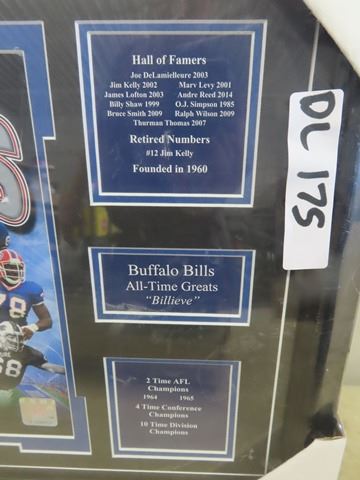 Hall of Famers
Joe DeLamielleure 2003
Jim Kelly 2002 Marv Levy 2001
James Lofton 2003 Andre Reed 2014
Billy Shaw 1999 O.J. Simpson 1985
Bruce Smith 2009 Ralph Wilson 2009
Thurman Thomas 2007
Retired Numbers
#12 Jim Kelly
Founded in 1960
DL 175
Buffalo Bills
All-Time Greats
"Billieve"
78
68
2 Time AFL
Champions
1964 1965
4 Time Conference
Champions
10 Time Division
Champions